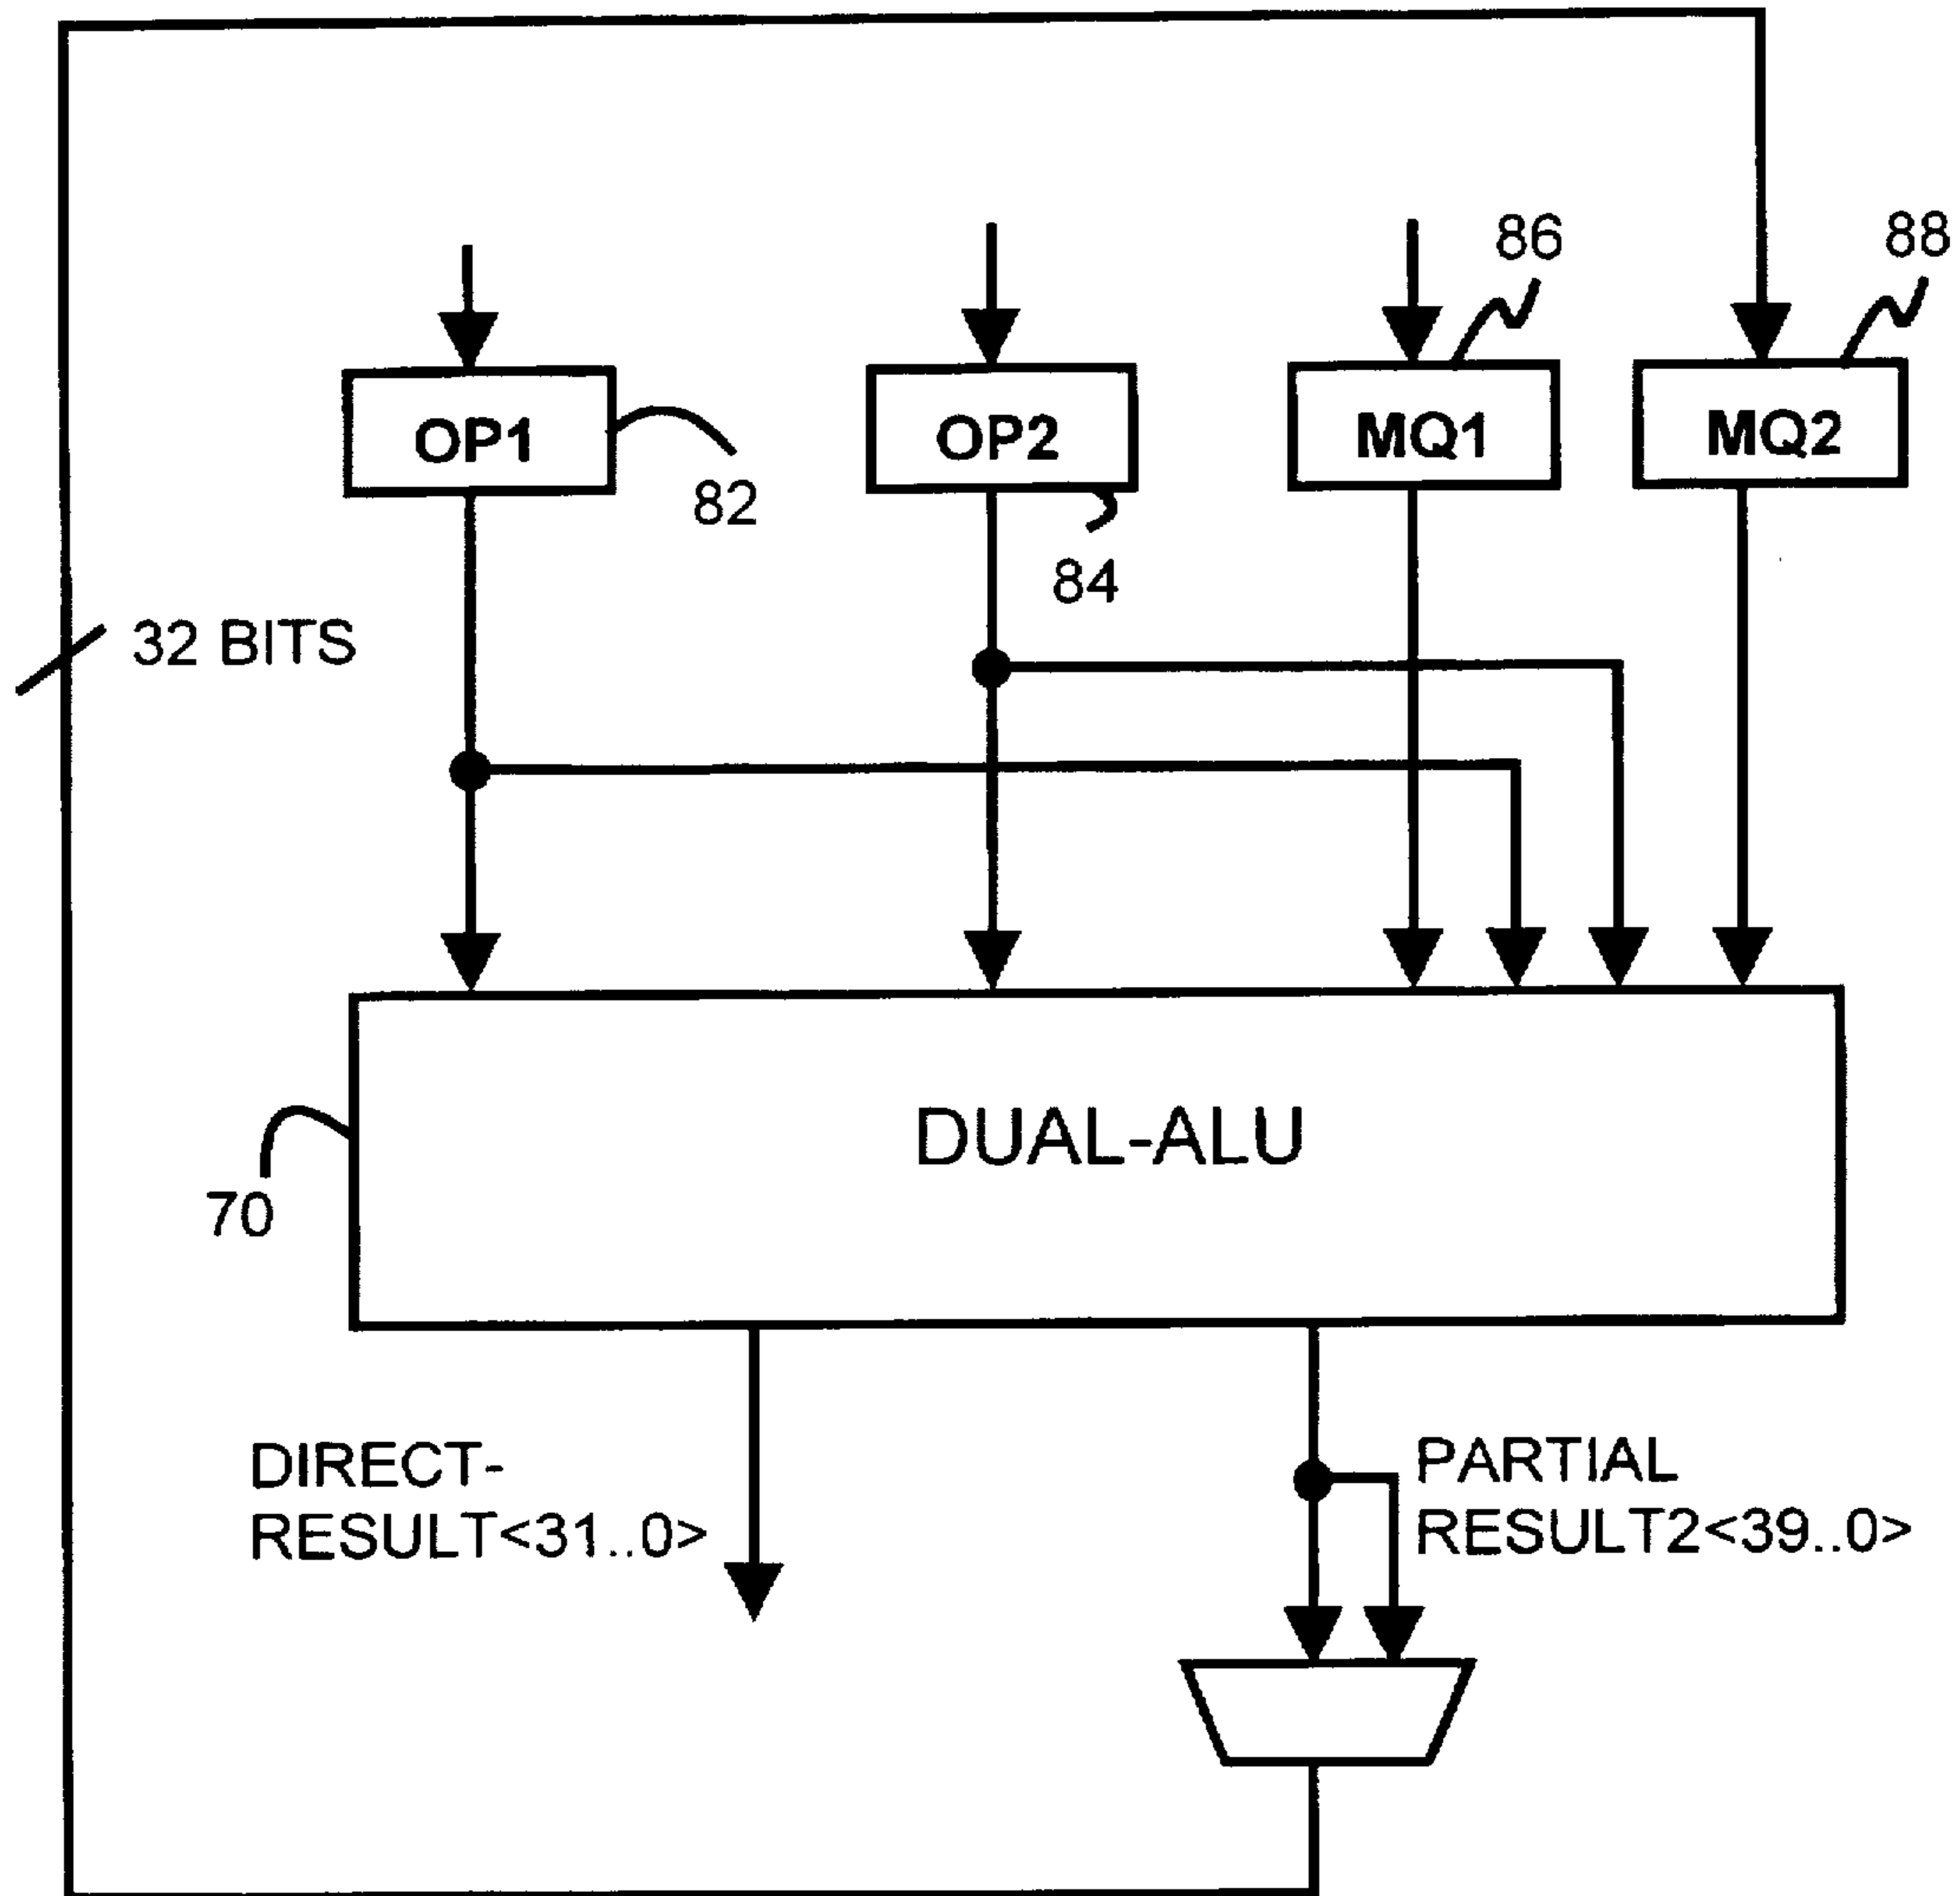 86
88
OP1
OP2
MQ1
MQ2
82
84
32 BITS
DUAL-ALU
70
DIRECT-
RESULT<31..0>
PARTIAL
RESULT2<39..0>